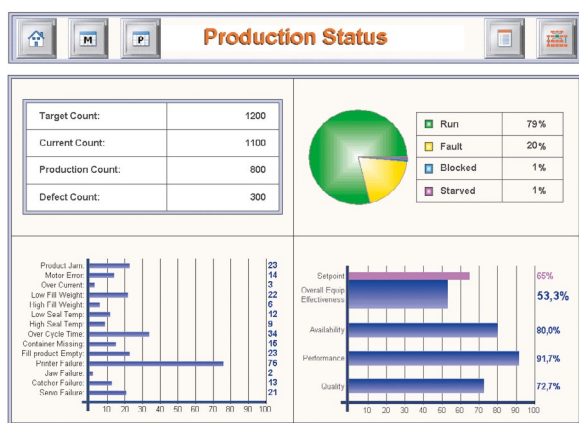 M
P
Production Status
Target Count: 1200
Current Count: 1100
Production Count: 800
Defect Count: 300
Run 79%
Fault 20%
Blocked 1%
Starved 1%
Product Jam: 23
Motor Error: 14
Over Current: 3
Low Fill Weight: 22
High Fill Weight: 6
Low Seal Temp: 12
High Seal Temp: 9
Over Cycle Time: 34
Container Missing: 15
Fill product Empty: 23
Printer Failure: 76
Jaw Failure: 2
Catcher Failure: 13
Servo Failure: 21
10 20 30 40 50 60 70 80 90 100
Setpoint 65%
Overall Equip
Effectiveness 53,3%
Availability 80,0%
Performance 91,7%
Quality 72,7%
10 20 30 40 50 60 70 80 90 100